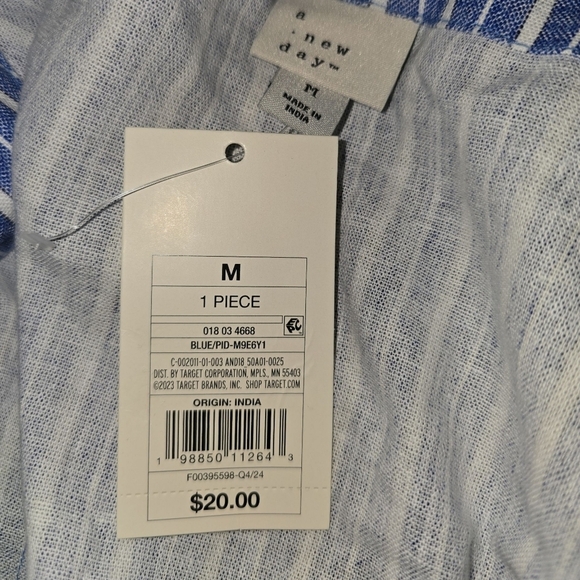 a
new
day™
M
MADE IN
INDIA
M
1 PIECE
018 03 4668
BLUE/PID-M9E6Y1
C-002011-01-003 AND18 50A01-0025
DIST. BY TARGET CORPORATION, MPLS., MN 55403
©2023 TARGET BRANDS, INC. SHOP TARGET.COM
ORIGIN: INDIA
1 98850 11264 3
F00395598-Q4/24
$20.00